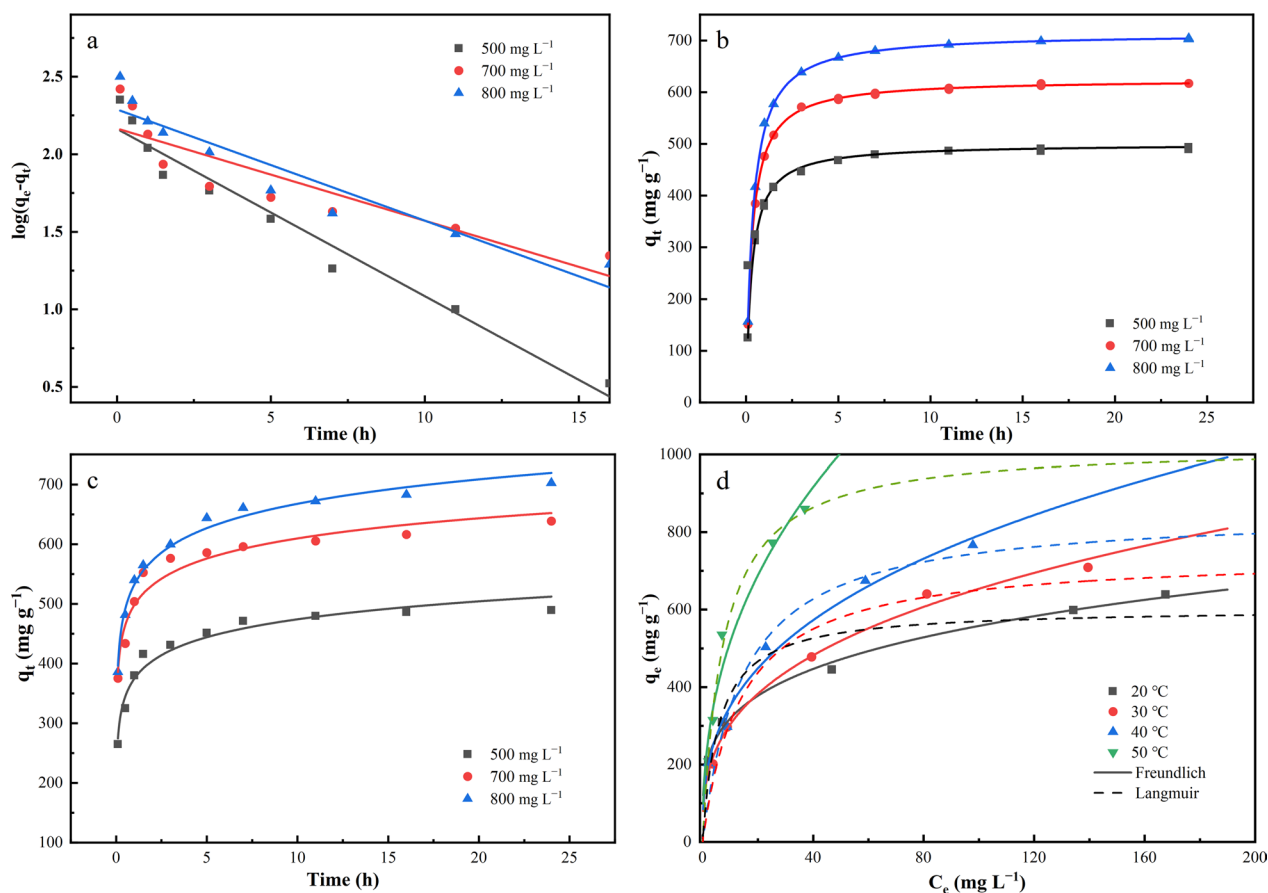 a
500 mg L⁻¹
700 mg L⁻¹
800 mg L⁻¹
log(qₑ-qₜ)
2.5
2.0
1.5
1.0
0.5
0 5 10 15
Time (h)
b
qₜ (mg g⁻¹)
700
600
500
400
300
200
100
0
500 mg L⁻¹
700 mg L⁻¹
800 mg L⁻¹
0 5 10 15 20 25
Time (h)
c
qₜ (mg g⁻¹)
700
600
500
400
300
200
100
500 mg L⁻¹
700 mg L⁻¹
800 mg L⁻¹
0 5 10 15 20 25
Time (h)
d
qₑ (mg g⁻¹)
1000
800
600
400
200
0
20 ℃
30 ℃
40 ℃
50 ℃
Freundlich
Langmuir
0 40 80 120 160 200
Cₑ (mg L⁻¹)